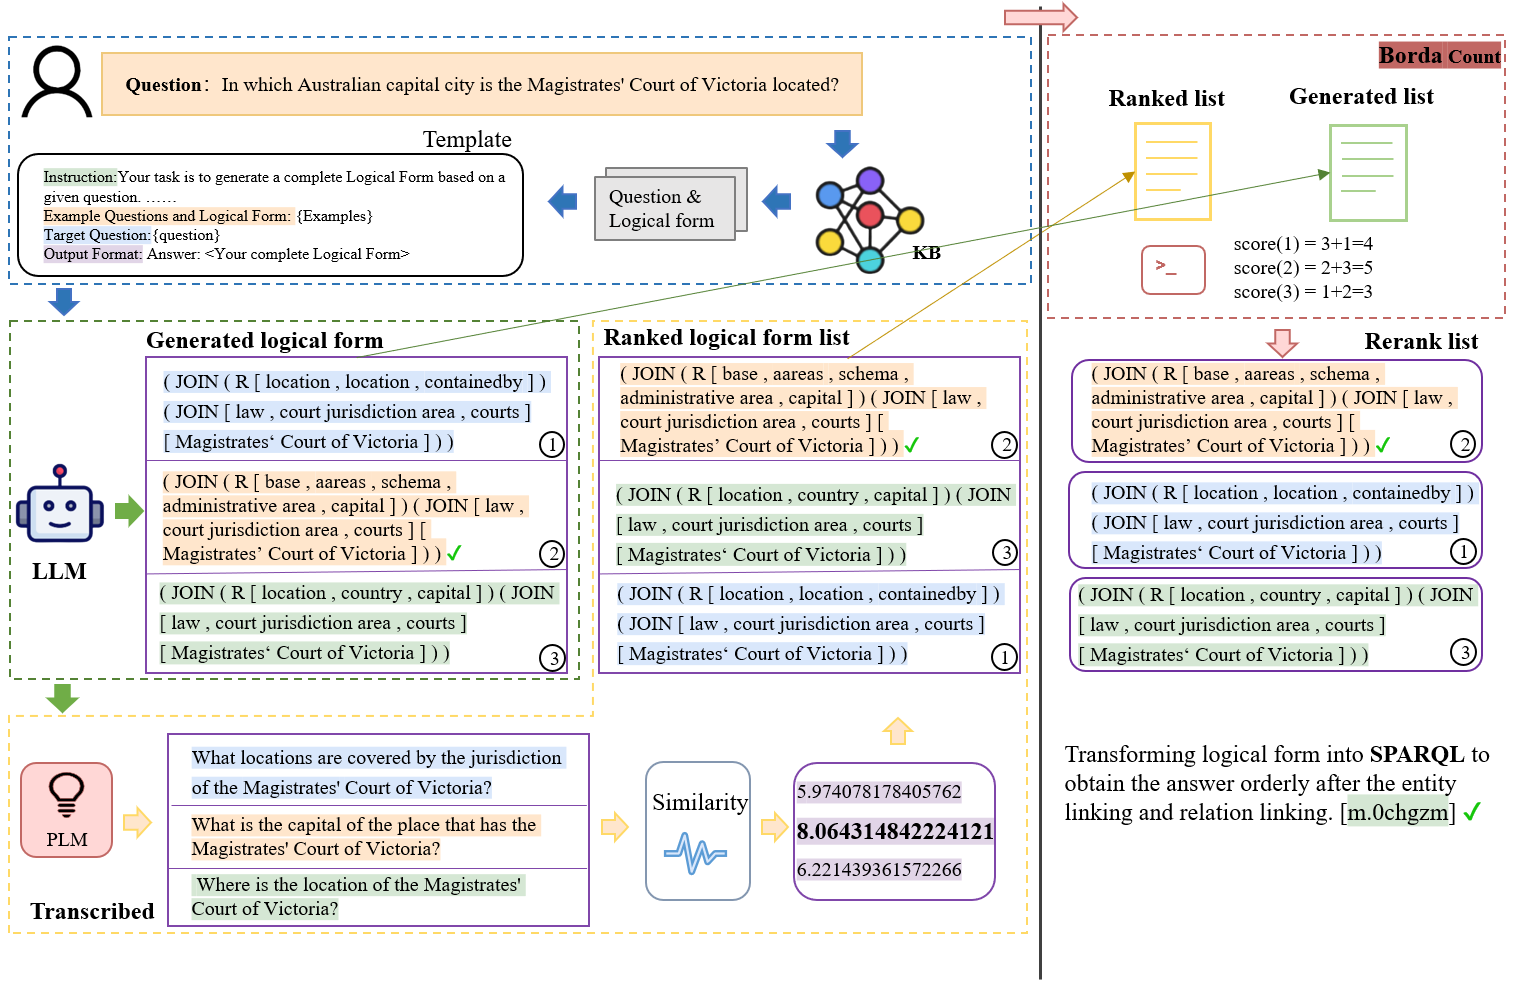 Question：In which Australian capital city is the Magistrates' Court of Victoria located?
Template
Instruction:Your task is to generate a complete Logical Form based on a
given question. ……
Example Questions and Logical Form: {Examples}
Target Question:{question}
Output Format: Answer: <Your complete Logical Form>
Question &
Logical form
KB
Generated logical form
( JOIN ( R [ location , location , containedby ] )
( JOIN [ law , court jurisdiction area , courts ]
[ Magistrates‘ Court of Victoria ] ) )
1
( JOIN ( R [ base , aareas , schema ,
administrative area , capital ] ) ( JOIN [ law ,
court jurisdiction area , courts ] [
Magistrates’ Court of Victoria ] ) ) ✓
2
( JOIN ( R [ location , country , capital ] ) ( JOIN
[ law , court jurisdiction area , courts ]
[ Magistrates‘ Court of Victoria ] ) )
3
LLM
Ranked logical form list
( JOIN ( R [ base , aareas , schema ,
administrative area , capital ] ) ( JOIN [ law ,
court jurisdiction area , courts ] [
Magistrates’ Court of Victoria ] ) ) ✓
2
( JOIN ( R [ location , country , capital ] ) ( JOIN
[ law , court jurisdiction area , courts ]
[ Magistrates‘ Court of Victoria ] ) )
3
( JOIN ( R [ location , location , containedby ] )
( JOIN [ law , court jurisdiction area , courts ]
[ Magistrates‘ Court of Victoria ] ) )
1
PLM
Transcribed
What locations are covered by the jurisdiction
of the Magistrates' Court of Victoria?
What is the capital of the place that has the
Magistrates' Court of Victoria?
Where is the location of the Magistrates'
Court of Victoria?
Similarity
5.974078178405762
8.064314842224121
6.221439361572266
Borda Count
Ranked list
Generated list
>_
score(1) = 3+1=4
score(2) = 2+3=5
score(3) = 1+2=3
Rerank list
( JOIN ( R [ base , aareas , schema ,
administrative area , capital ] ) ( JOIN [ law ,
court jurisdiction area , courts ] [
Magistrates’ Court of Victoria ] ) ) ✓
2
( JOIN ( R [ location , location , containedby ] )
( JOIN [ law , court jurisdiction area , courts ]
[ Magistrates‘ Court of Victoria ] ) )
1
( JOIN ( R [ location , country , capital ] ) ( JOIN
[ law , court jurisdiction area , courts ]
[ Magistrates‘ Court of Victoria ] ) )
3
Transforming logical form into SPARQL to
obtain the answer orderly after the entity
linking and relation linking. [m.0chgzm] ✓